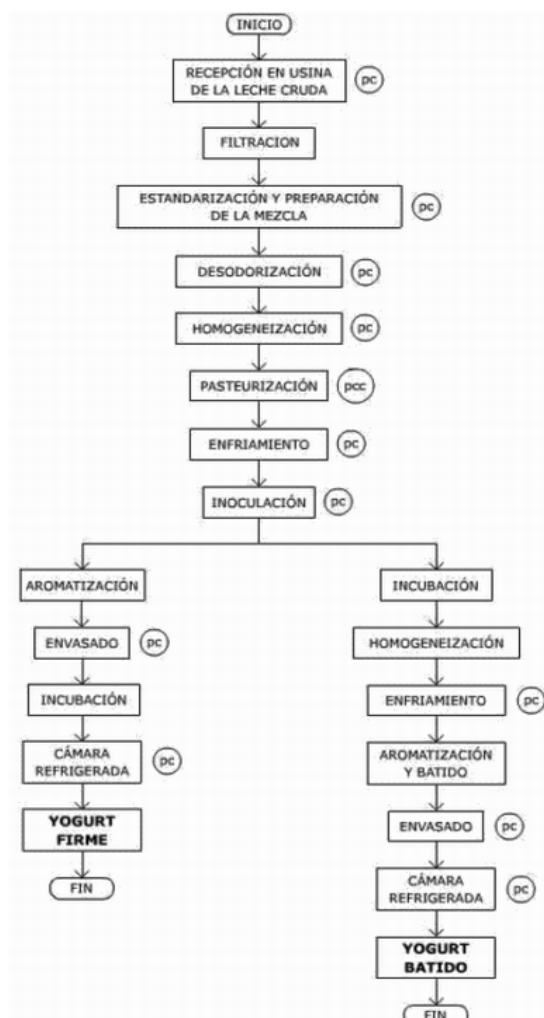 INICIO
RECEPCIÓN EN USINA
DE LA LECHE CRUDA
pc
FILTRACION
ESTANDARIZACIÓN Y PREPARACIÓN
DE LA MEZCLA
pc
DESODORIZACIÓN
pc
HOMOGENEIZACIÓN
pc
PASTEURIZACIÓN
pcc
ENFRIAMIENTO
pc
INOCULACIÓN
pc
AROMATIZACIÓN
ENVASADO
pc
INCUBACIÓN
CÁMARA
REFRIGERADA
pc
YOGURT
FIRME
FIN
INCUBACIÓN
HOMOGENEIZACIÓN
ENFRIAMIENTO
pc
AROMATIZACIÓN
Y BATIDO
ENVASADO
pc
CÁMARA
REFRIGERADA
pc
YOGURT
BATIDO
FIN